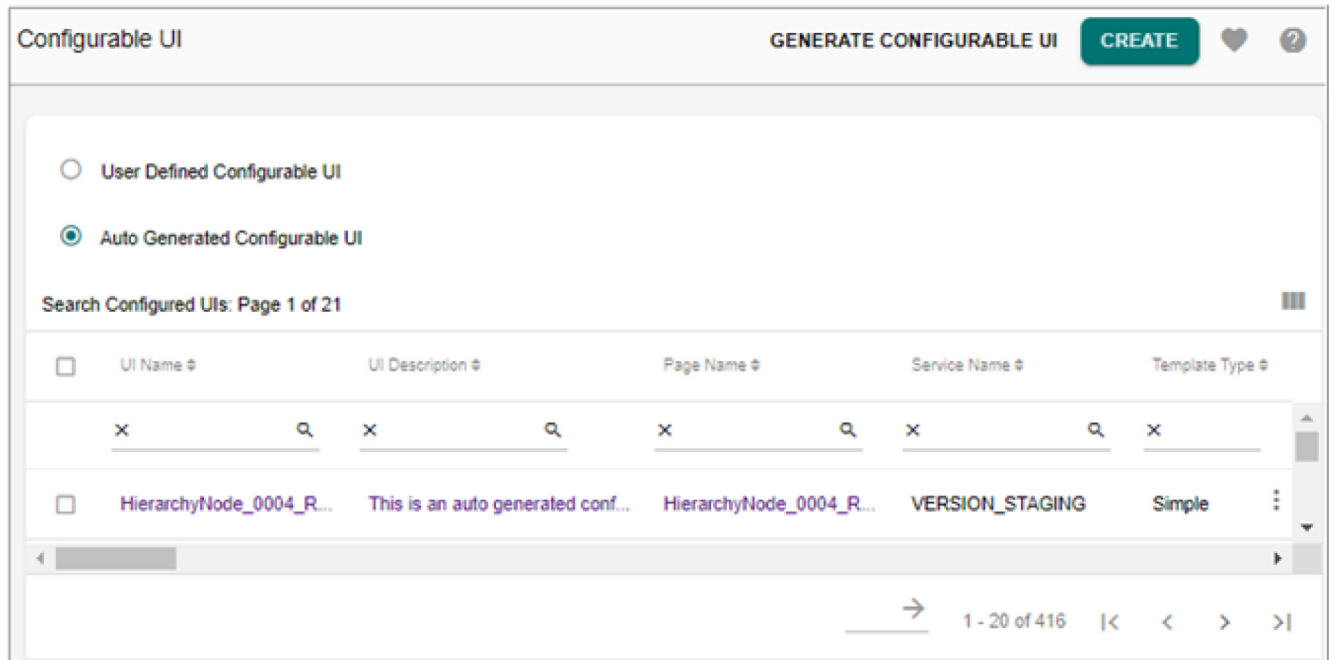 Configurable UI GENERATE CONFIGURABLE UI CREATE
User Defined Configurable UI
Auto Generated Configurable UI
Search Configured UIs: Page 1 of 21
UI Name UI Description Page Name Service Name Template Type
HierarchyNode_0004_R... This is an auto generated conf... HierarchyNode_0004_R... VERSION_STAGING Simple
1 - 20 of 416